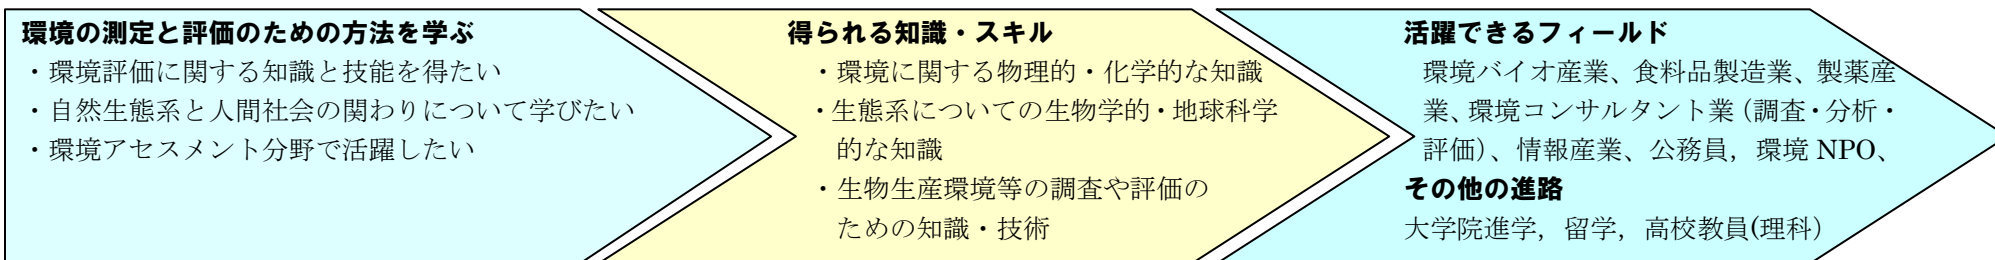 環境の測定と評価のための方法を学ぶ
・環境評価に関する知識と技能を得たい
・自然生態系と人間社会の関わりについて学びたい
・環境アセスメント分野で活躍したい
得られる知識・スキル
・環境に関する物理的・化学的な知識
・生態系についての生物学的・地球科学
的な知識
・生物生産環境等の調査や評価の
ための知識・技術
活躍できるフィールド
環境バイオ産業、食料品製造業、製薬産
業、環境コンサルタント業（調査・分析・
評価）、情報産業、公務員，環境 NPO、
その他の進路
大学院進学，留学，高校教員(理科）